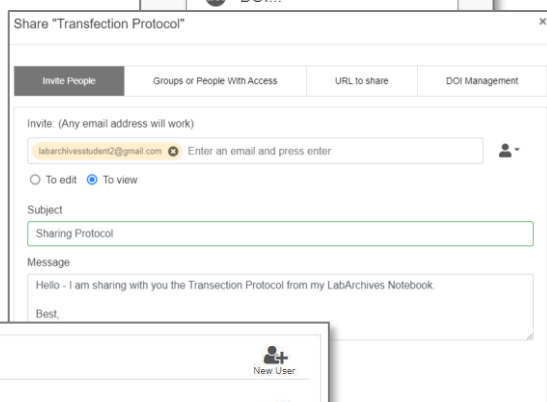 DOI...
Share "Transfection Protocol"
×
Invite People Groups or People With Access URL to share DOI Management
Invite: (Any email address will work)
labarchivesstudent2@gmail.com Enter an email and press enter
To edit To view
Subject
Sharing Protocol
Message
Hello - I am sharing with you the Transection Protocol from my LabArchives Notebook.
Best,
New User